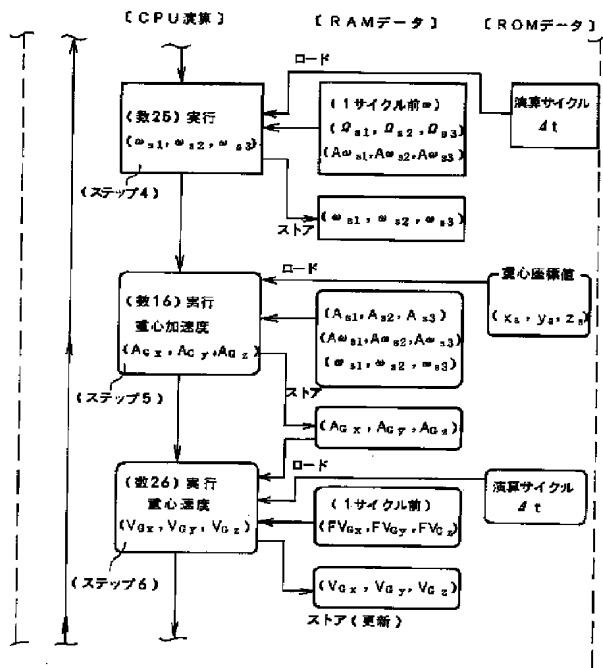 ［CPU演算］
［RAMデータ］
［ROMデータ］
ロード
(数25)実行
(ωs1,ωs2,ωs3)
(ステップ4)
(1サイクル前∞)
(Ωs1,Ωs2,Ωs3)
(Aωs1,Aωs2,Aωs3)
演算サイクル
Δt
ストア
(ωs1,ωs2,ωs3)
ロード
(数16)実行
重心加速度
(AGx,AGy,AGz)
(ステップ5)
(As1,As2,As3)
(Aωs1,Aωs2,Aωs3)
(ωs1,ωs2,ωs3)
重心座標値
(xs,ys,zs)
ストア
(AGx,AGy,AGz)
ロード
(数26)実行
重心速度
(VGx,VGy,VGz)
(ステップ6)
(1サイクル前)
(FVGx,FVGy,FVGz)
演算サイクル
Δt
(VGx,VGy,VGz)
ストア(更新)